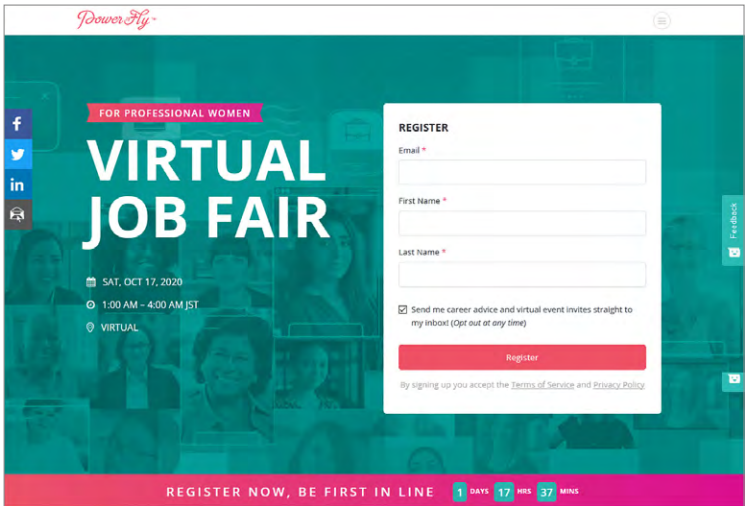 PowerToFly
FOR PROFESSIONAL WOMEN
VIRTUAL
JOB FAIR
SAT, OCT 17, 2020
1:00 AM – 4:00 AM JST
VIRTUAL
REGISTER
Email *
First Name *
Last Name *
Send me career advice and virtual event invites straight to
my inbox! (Opt out at any time)
Register
By signing up you accept the Terms of Service and Privacy Policy
Feedback
REGISTER NOW, BE FIRST IN LINE 1 DAYS 17 HRS 37 MINS